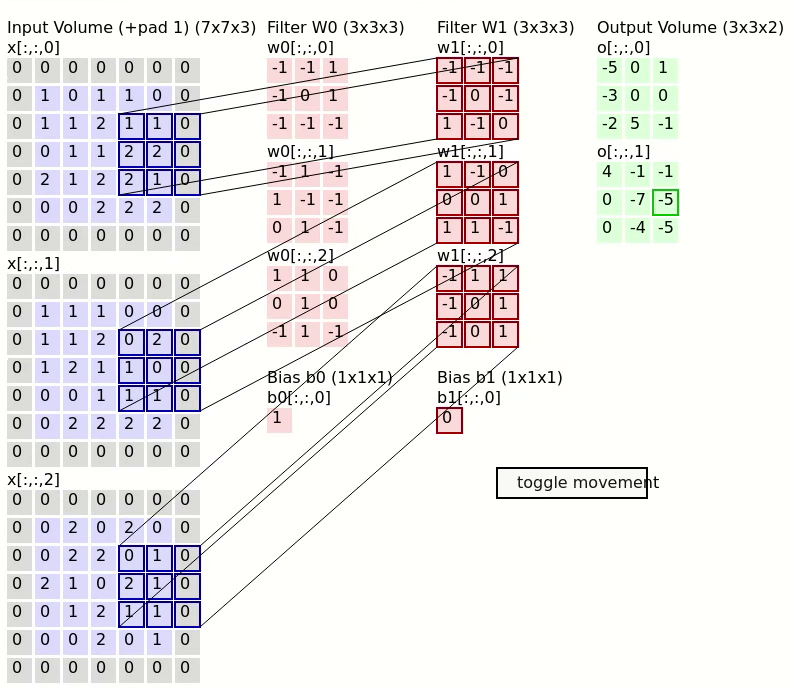 Input Volume (+pad 1) (7x7x3)
x[:,:,0]
0 0 0 0 0 0 0
0 1 0 1 1 0 0
0 1 1 2 1 1 0
0 0 1 1 2 2 0
0 2 1 2 2 1 0
0 0 0 2 2 2 0
0 0 0 0 0 0 0
x[:,:,1]
0 0 0 0 0 0 0
0 1 1 1 0 0 0
0 1 1 2 0 2 0
0 1 2 1 1 0 0
0 0 0 1 1 1 0
0 2 2 2 2 2 0
0 0 0 0 0 0 0
x[:,:,2]
0 0 0 0 0 0 0
0 0 2 0 2 0 0
0 0 2 2 0 1 0
0 2 1 0 2 1 0
0 0 1 2 1 1 0
0 0 0 2 0 1 0
0 0 0 0 0 0 0
Filter W0 (3x3x3)
w0[:,:,0]
-1 -1 1
-1 0 1
-1 -1 -1
w0[:,:,1]
-1 1 -1
1 -1 -1
0 1 -1
w0[:,:,2]
1 1 0
0 1 0
-1 1 -1
Bias b0 (1x1x1)
b0[:,:,0]
1
Filter W1 (3x3x3)
w1[:,:,0]
-1 -1 -1
-1 0 -1
1 -1 0
w1[:,:,1]
1 -1 0
0 0 1
1 1 -1
w1[:,:,2]
-1 1 1
-1 0 1
-1 0 1
Bias b1 (1x1x1)
b1[:,:,0]
0
Output Volume (3x3x2)
o[:,:,0]
-5 0 1
-3 0 0
-2 5 -1
o[:,:,1]
4 -1 -1
0 -7 -5
0 -4 -5
toggle movement